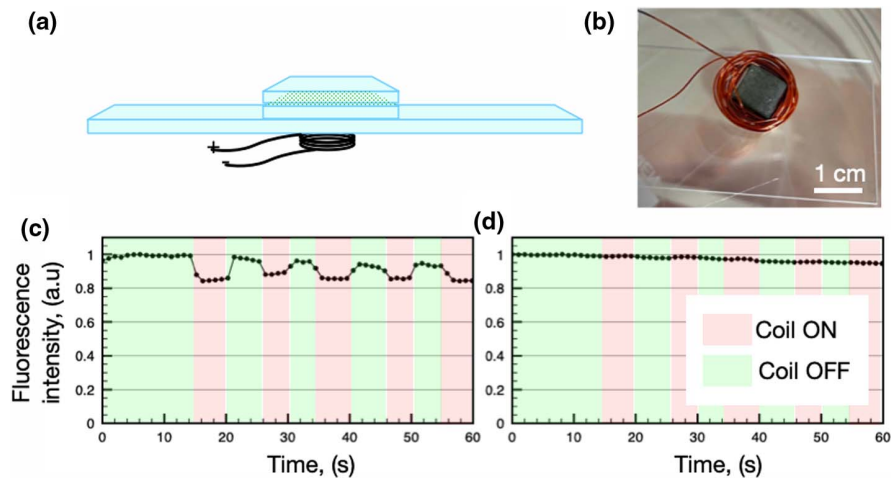 (a)
(b)
+
-
1 cm
(c)
(d)
Fluorescence
intensity, (a.u)
1
0.8
0.6
0.4
0.2
0
0 10 20 30 40 50 60
Time, (s)
1
0.8
0.6
0.4
0.2
0
0 10 20 30 40 50 60
Time, (s)
Coil ON
Coil OFF